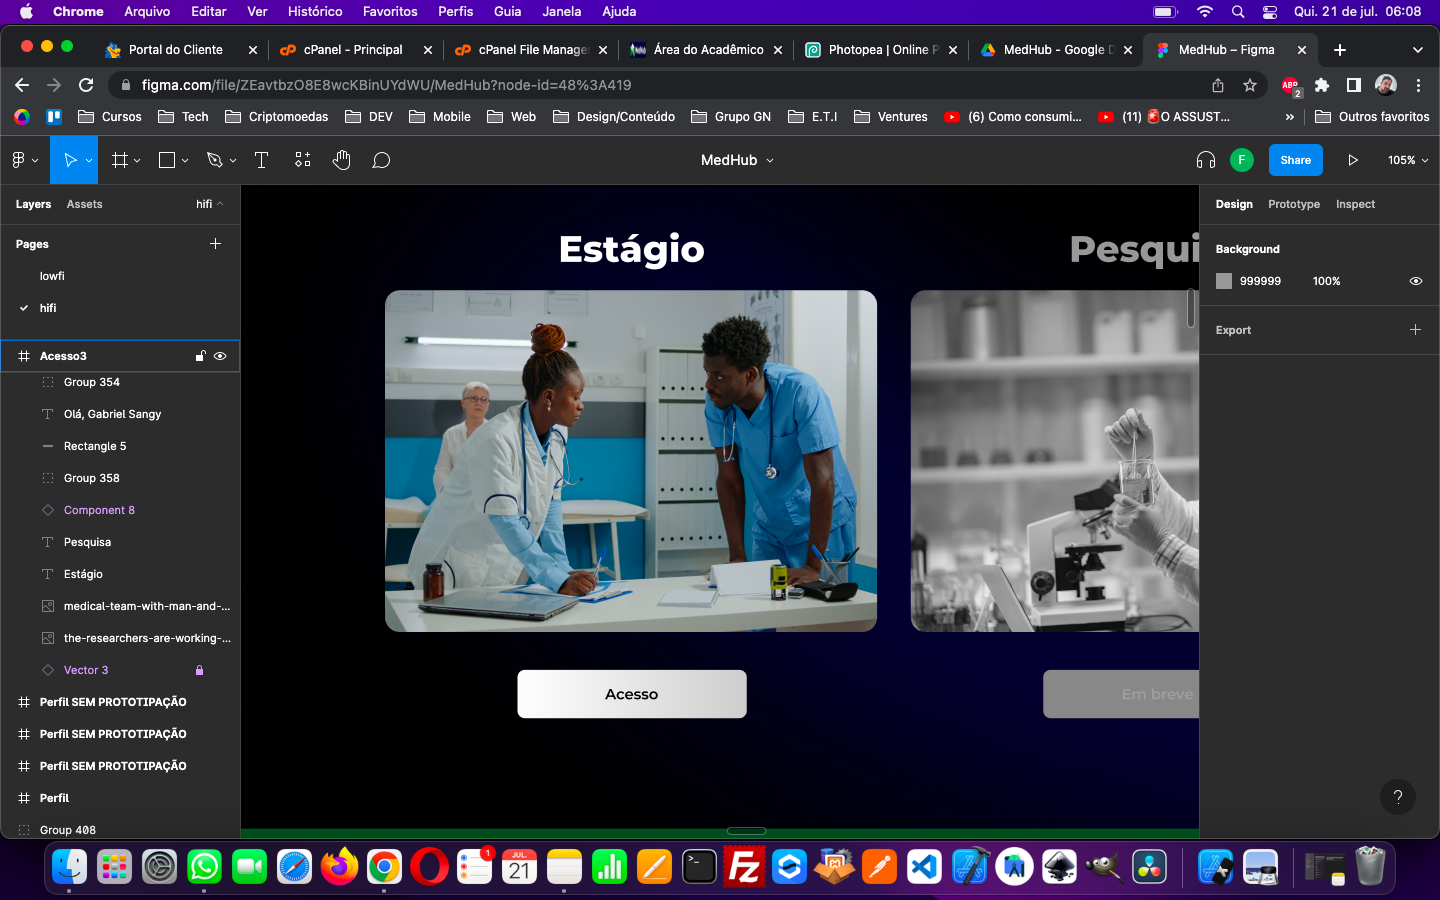 Chrome Arquivo Editar Ver Histórico Favoritos Perfis Guia Janela Ajuda Qui. 21 de jul. 06:08
Portal do Cliente cPanel - Principal cPanel File Manage Área do Acadêmico Photopea | Online P MedHub - Google D MedHub – Figma
figma.com/file/ZEavtbzO8E8wcKBinUYdWU/MedHub?node-id=48%3A419 ABP 2
Cursos Tech Criptomoedas DEV Mobile Web Design/Conteúdo Grupo GN E.T.I Ventures (6) Como consumi... (11) 🚨O ASSUST... » Outros favoritos
MedHub F Share 105%
Layers Assets hifi
Design Prototype Inspect
Pages
lowfi
hifi
Background
999999 100%
Export
Acesso3
Group 354
Olá, Gabriel Sangy
Rectangle 5
Group 358
Component 8
Pesquisa
Estágio
medical-team-with-man-and-...
the-researchers-are-working-...
Vector 3
Perfil SEM PROTOTIPAÇÃO
Perfil SEM PROTOTIPAÇÃO
Perfil SEM PROTOTIPAÇÃO
Perfil
Group 408
Estágio Pesqui
Acesso Em breve
?
1
JUL.
21